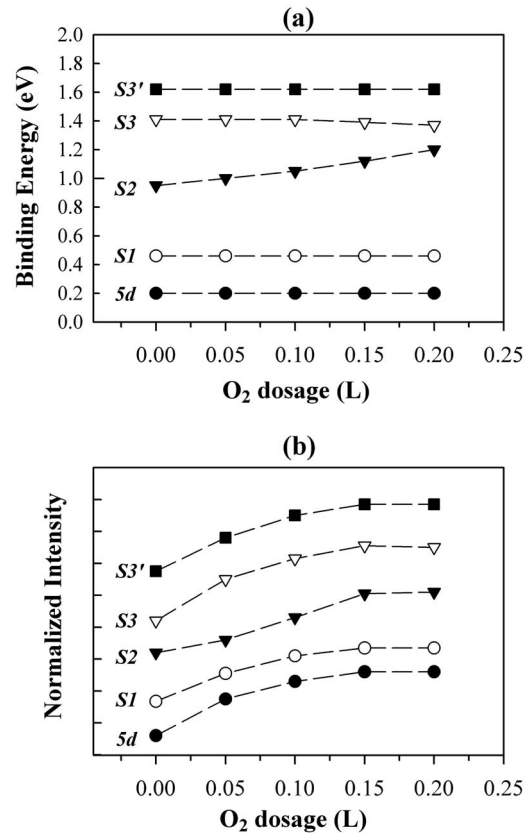 (a)
2.0
1.8
1.6
1.4
1.2
1.0
0.8
0.6
0.4
0.2
0.0
Binding Energy (eV)
S3'
S3
S2
S1
5d
0.00 0.05 0.10 0.15 0.20 0.25
O₂ dosage (L)
(b)
Normalized Intensity
S3'
S3
S2
S1
5d
0.00 0.05 0.10 0.15 0.20 0.25
O₂ dosage (L)